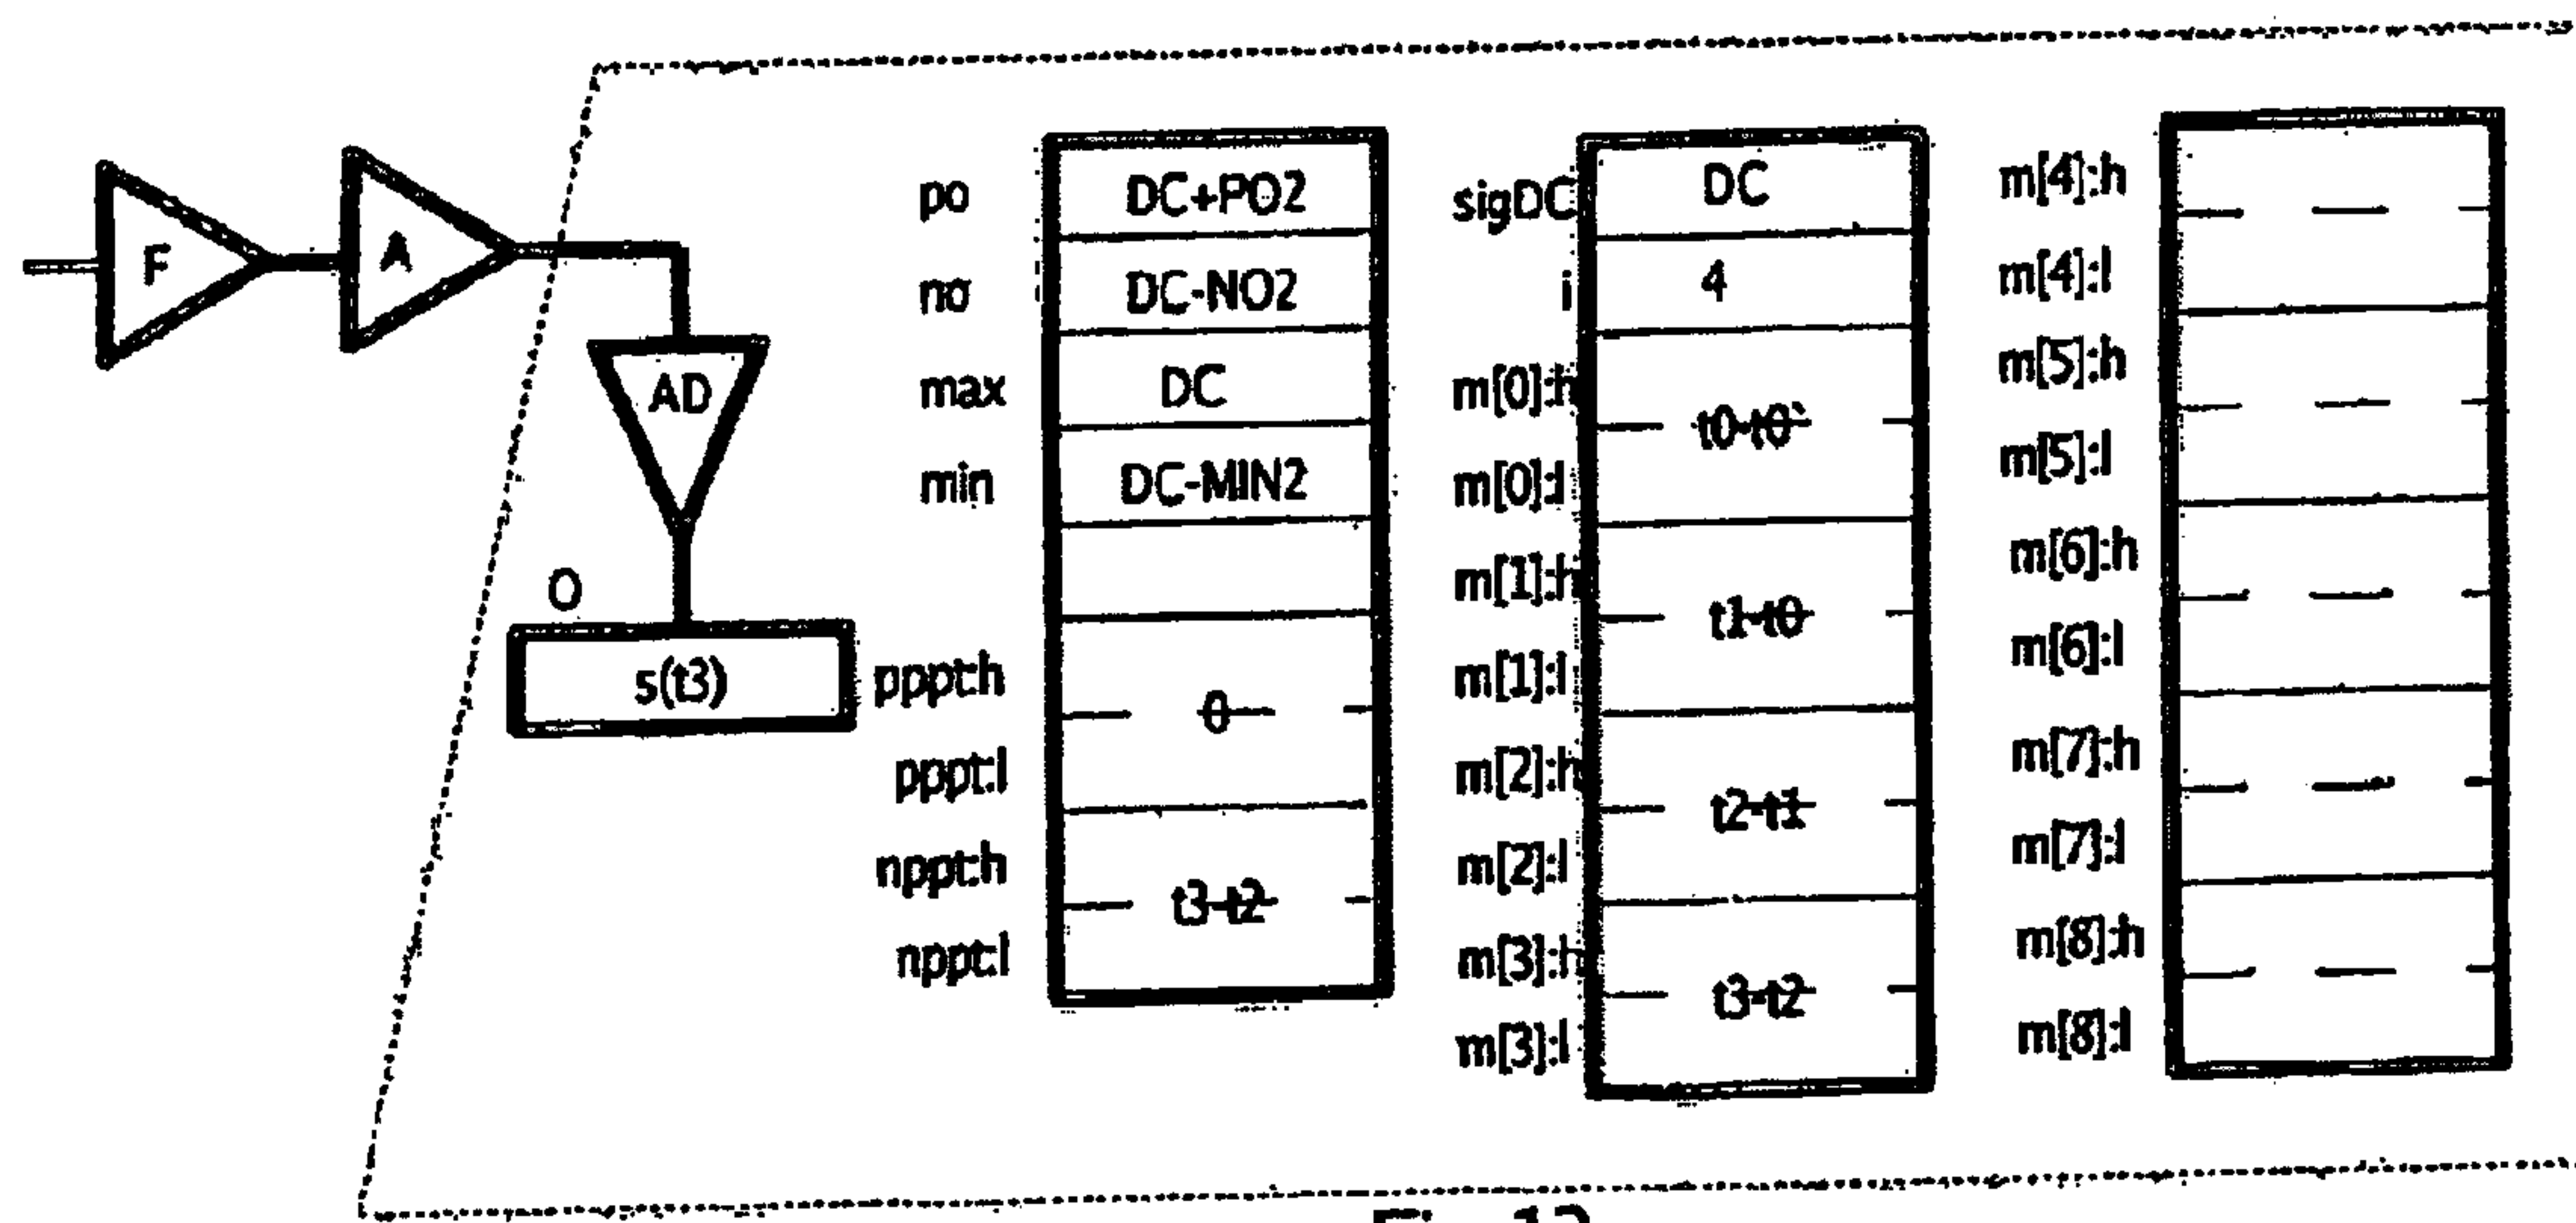 F
A
AD
O
s(t3)
po DC+PO2
no DC-NO2
max DC
min DC-MIN2
pppt:h
0
pppt:l
nppt:h
t3-t2
nppt:l
sigDC DC
i 4
m[0]:h
t0-t0`
m[0]:l
m[1]:h
t1-t0
m[1]:l
m[2]:h
t2-t1
m[2]:l
m[3]:h
t3-t2
m[3]:l
m[4]:h
m[4]:l
m[5]:h
m[5]:l
m[6]:h
m[6]:l
m[7]:h
m[7]:l
m[8]:h
m[8]:l